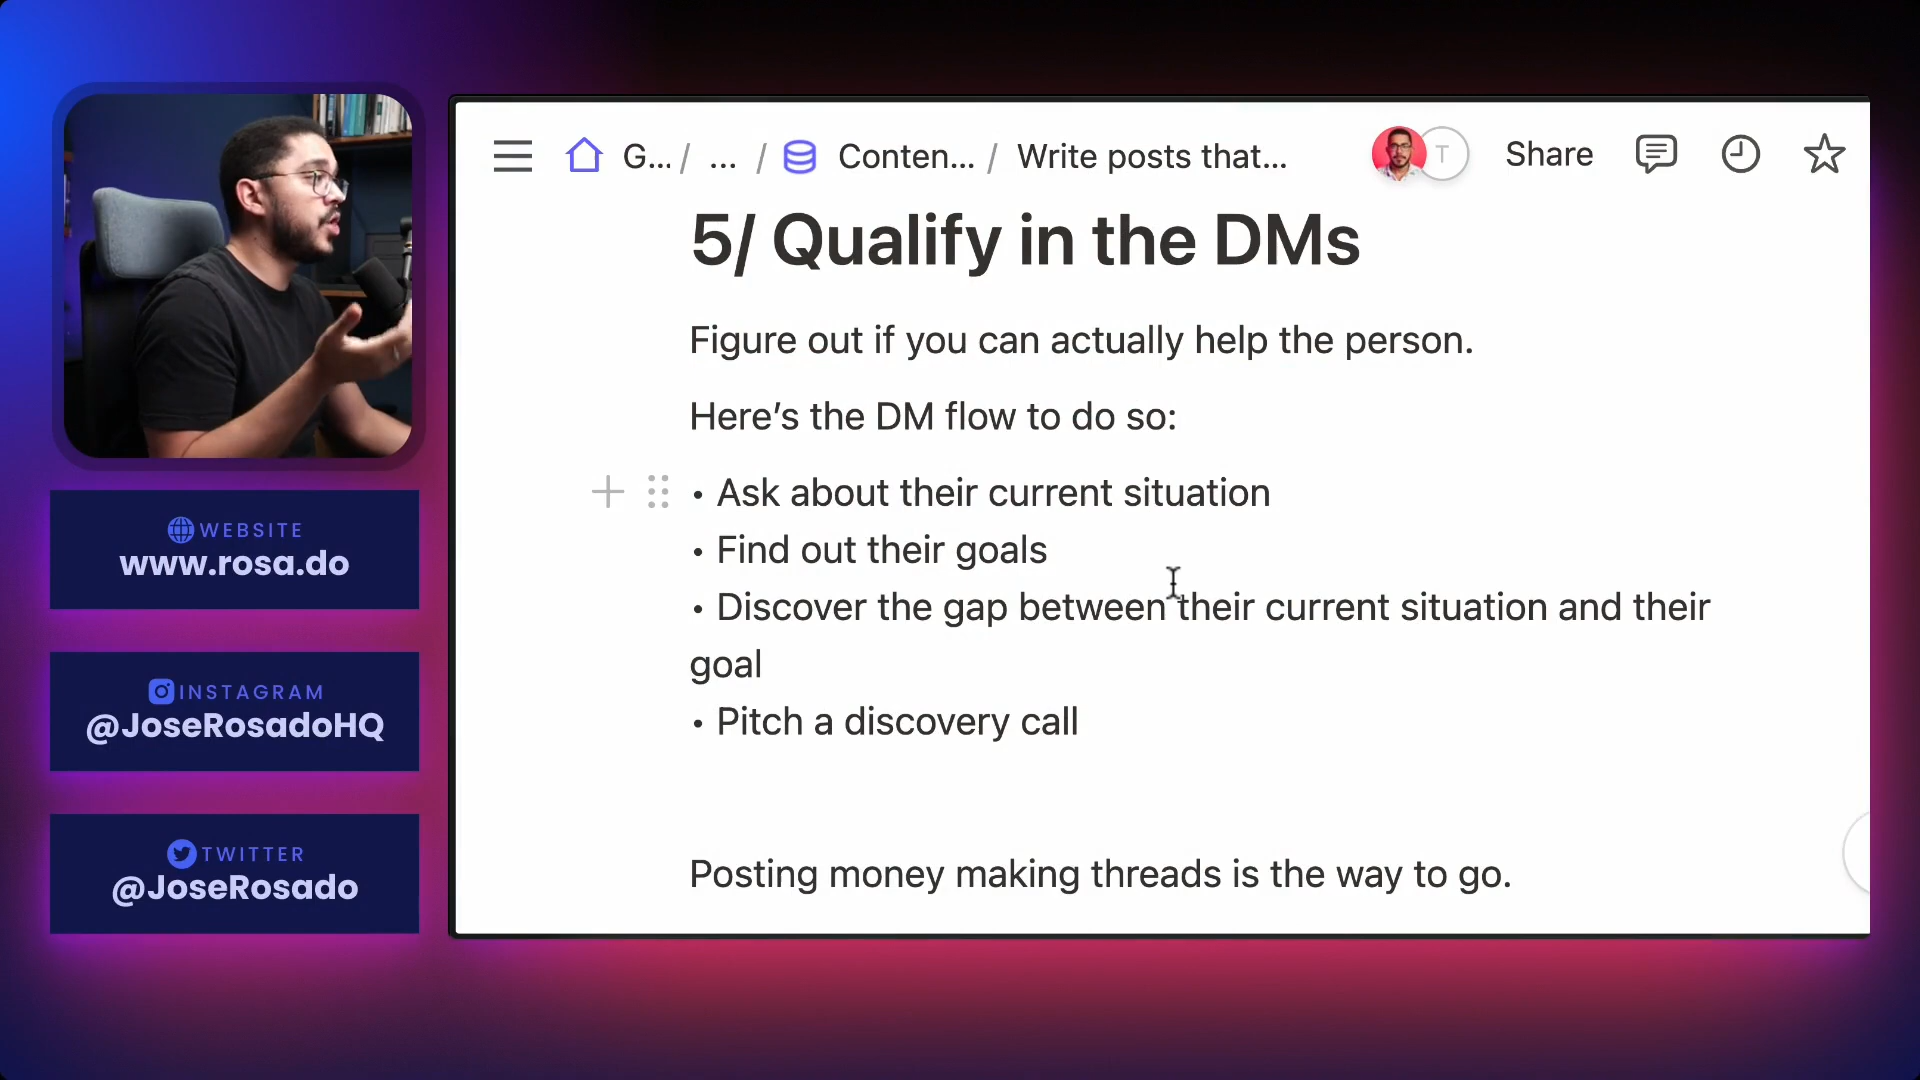 G... / ... / Conten... / Write posts that...
T
Share
5/ Qualify in the DMs
Figure out if you can actually help the person.
Here’s the DM flow to do so:
• Ask about their current situation
• Find out their goals
• Discover the gap between their current situation and their
goal
• Pitch a discovery call
Posting money making threads is the way to go.
WEBSITE
www.rosa.do
INSTAGRAM
@JoseRosadoHQ
TWITTER
@JoseRosado